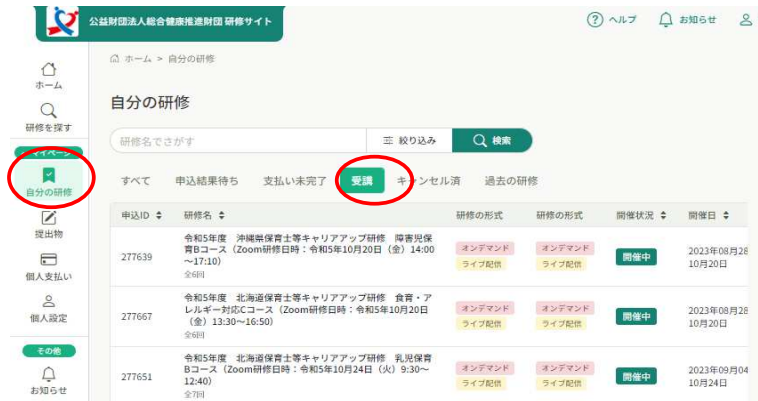 公益財団法人総合健康推進財団 研修サイト
ヘルプ
お知らせ
ホーム > 自分の研修
ホーム
自分の研修
研修を探す
研修名でさがす
絞り込み
検索
マイページ
自分の研修
すべて
申込結果待ち
支払い未完了
受講
キャンセル済
過去の研修
提出物
個人支払い
個人設定
その他
お知らせ
申込ID
研修名
研修の形式
研修の形式
開催状況
開催日
277639
令和5年度 沖縄県保育士等キャリアアップ研修 障害児保
育Bコース（Zoom研修日時：令和5年10月20日（金）14:00
～17:10）
全6回
オンデマンド
ライブ配信
オンデマンド
ライブ配信
開催中
2023年08月28
10月20日
277667
令和5年度 北海道保育士等キャリアアップ研修 食育・ア
レルギー対応Cコース（Zoom研修日時：令和5年10月20日
（金）13:30～16:50）
全6回
オンデマンド
ライブ配信
オンデマンド
ライブ配信
開催中
2023年08月28
10月20日
277651
令和5年度 北海道保育士等キャリアアップ研修 乳児保育
Bコース（Zoom研修日時：令和5年10月24日（火）9:30～
12:40）
全7回
オンデマンド
ライブ配信
オンデマンド
ライブ配信
開催中
2023年09月04
10月24日